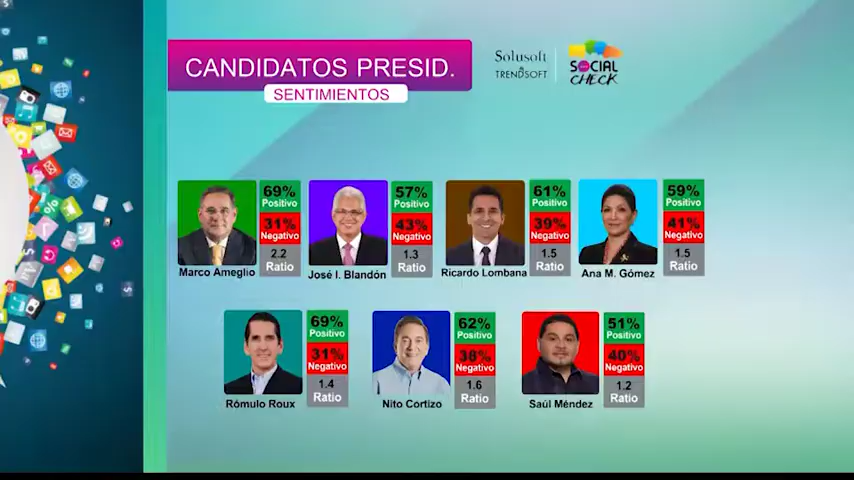 CANDIDATOS PRESID.
SENTIMIENTOS
Solusoft
TRENDSOFT
SOCIAL
CHECK
69%
Positivo
31%
Negativo
2.2
Ratio
Marco Ameglio
57%
Positivo
43%
Negativo
1.3
Ratio
José I. Blandón
61%
Positivo
39%
Negativo
1.5
Ratio
Ricardo Lombana
59%
Positivo
41%
Negativo
1.5
Ratio
Ana M. Gómez
69%
Positivo
31%
Negativo
1.4
Ratio
Rómulo Roux
62%
Positivo
38%
Negativo
1.6
Ratio
Nito Cortizo
51%
Positivo
40%
Negativo
1.2
Ratio
Saúl Méndez